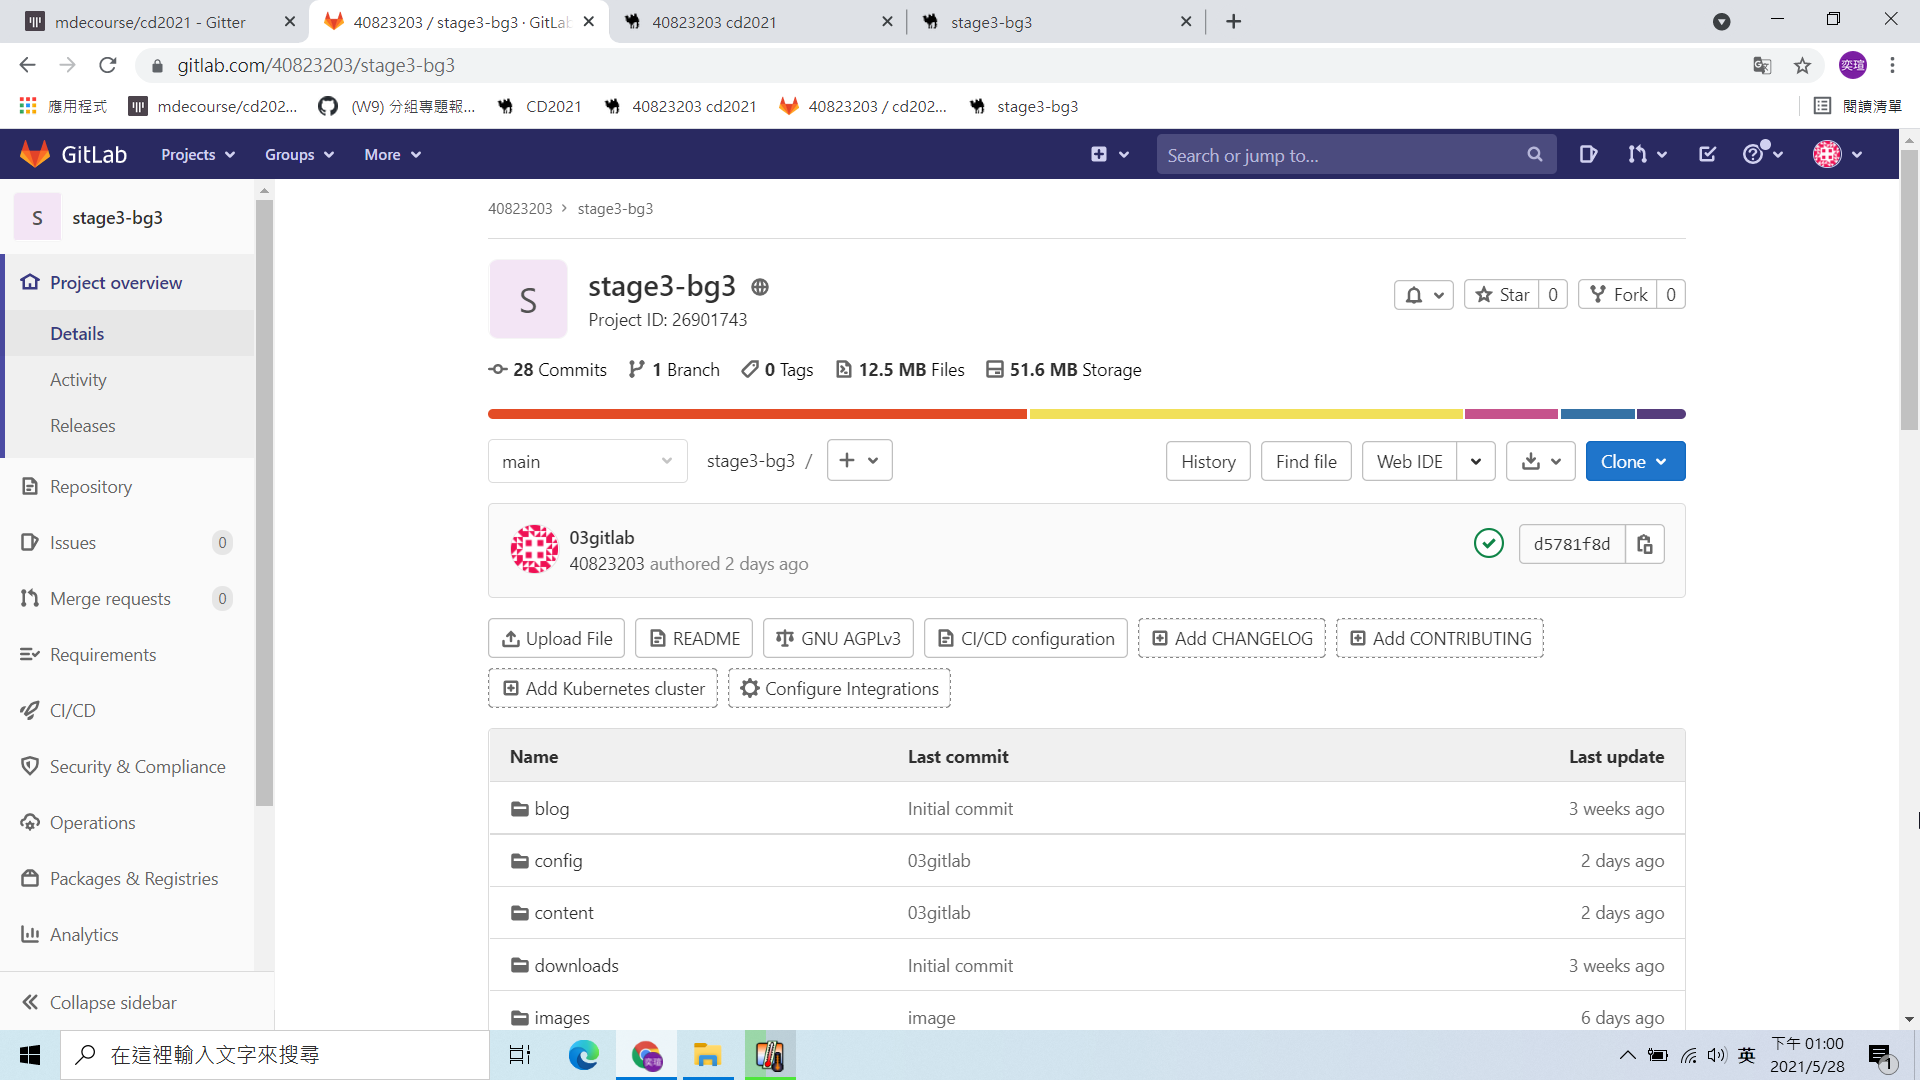 mdecourse/cd2021 - Gitter
40823203 / stage3-bg3 · GitLab
40823203 cd2021
stage3-bg3
gitlab.com/40823203/stage3-bg3
奕瑄
應用程式
mdecourse/cd202...
(W9) 分組專題報...
CD2021
40823203 cd2021
40823203 / cd202...
stage3-bg3
閱讀清單
GitLab
Projects
Groups
More
Search or jump to...
S
stage3-bg3
Project overview
Details
Activity
Releases
Repository
Issues
0
Merge requests
0
Requirements
CI/CD
Security & Compliance
Operations
Packages & Registries
Analytics
Collapse sidebar
40823203 › stage3-bg3
S
stage3-bg3
Project ID: 26901743
Star 0
Fork 0
28 Commits
1 Branch
0 Tags
12.5 MB Files
51.6 MB Storage
main
stage3-bg3 /
History
Find file
Web IDE
Clone
03gitlab
40823203 authored 2 days ago
d5781f8d
Upload File
README
GNU AGPLv3
CI/CD configuration
Add CHANGELOG
Add CONTRIBUTING
Add Kubernetes cluster
Configure Integrations
Name Last commit Last update
blog Initial commit 3 weeks ago
config 03gitlab 2 days ago
content 03gitlab 2 days ago
downloads Initial commit 3 weeks ago
images image 6 days ago
在這裡輸入文字來搜尋
奕瑄
英
下午 01:00
2021/5/28
1